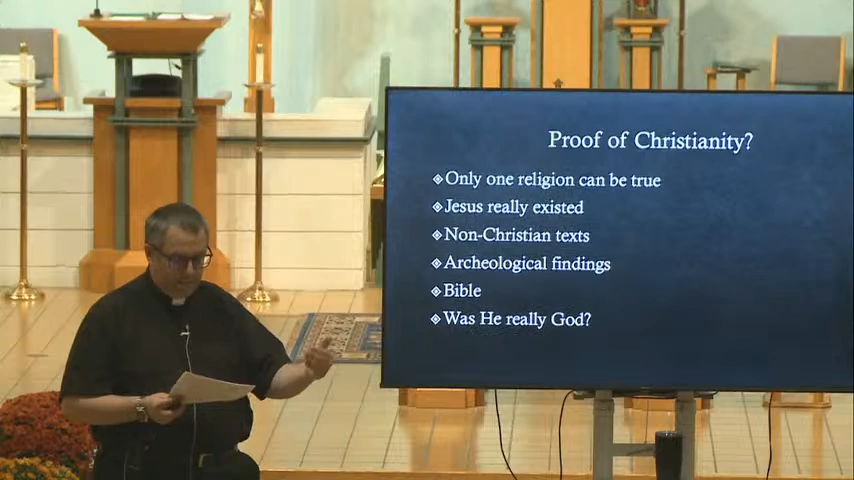 Proof of Christianity?
Only one religion can be true
Jesus really existed
Non-Christian texts
Archeological findings
Bible
Was He really God?